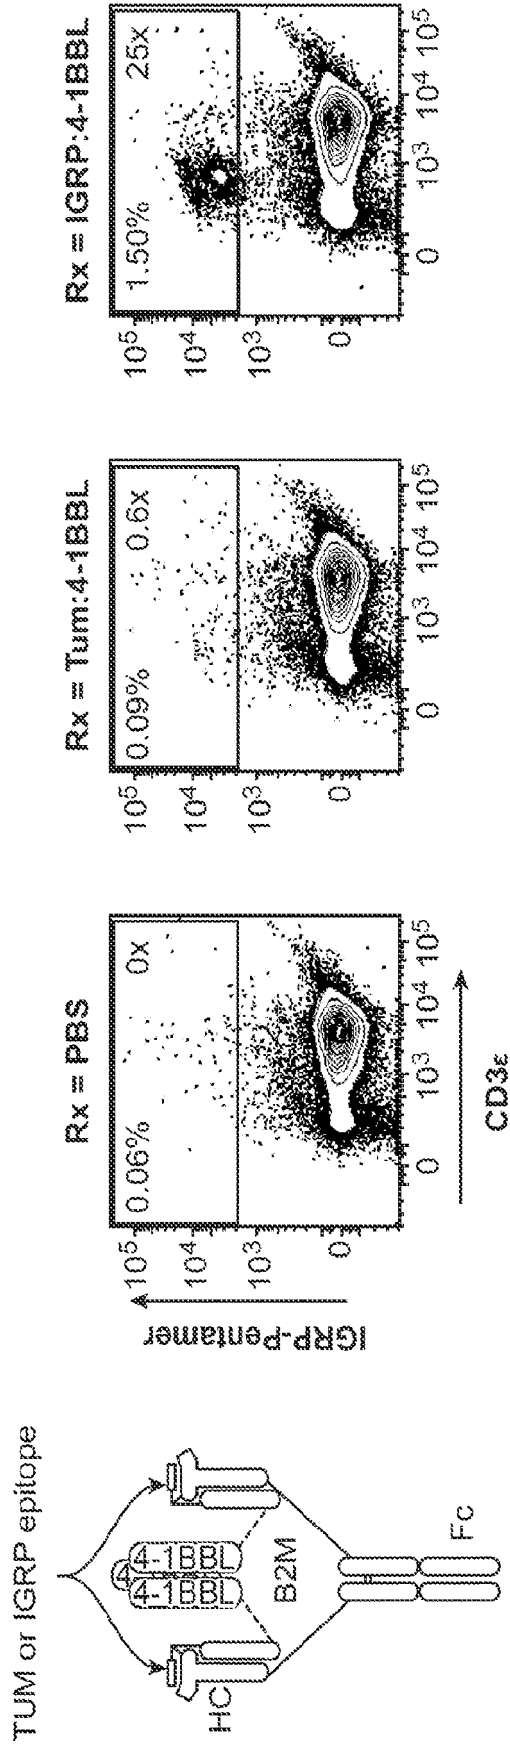 TUM or IGRP epitope
4
4-1BBL
4-1BBL
HC
B2M
Fc
Rx = PBS
0.06%
0x
10⁵
10⁴
10³
0
0
10³
10⁴
10⁵
IGRP-Pentamer
CD3ε
Rx = Tum:4-1BBL
0.09%
0.6x
10⁵
10⁴
10³
0
0
10³
10⁴
10⁵
Rx = IGRP:4-1BBL
1.50%
25x
10⁵
10⁴
10³
0
0
10³
10⁴
10⁵